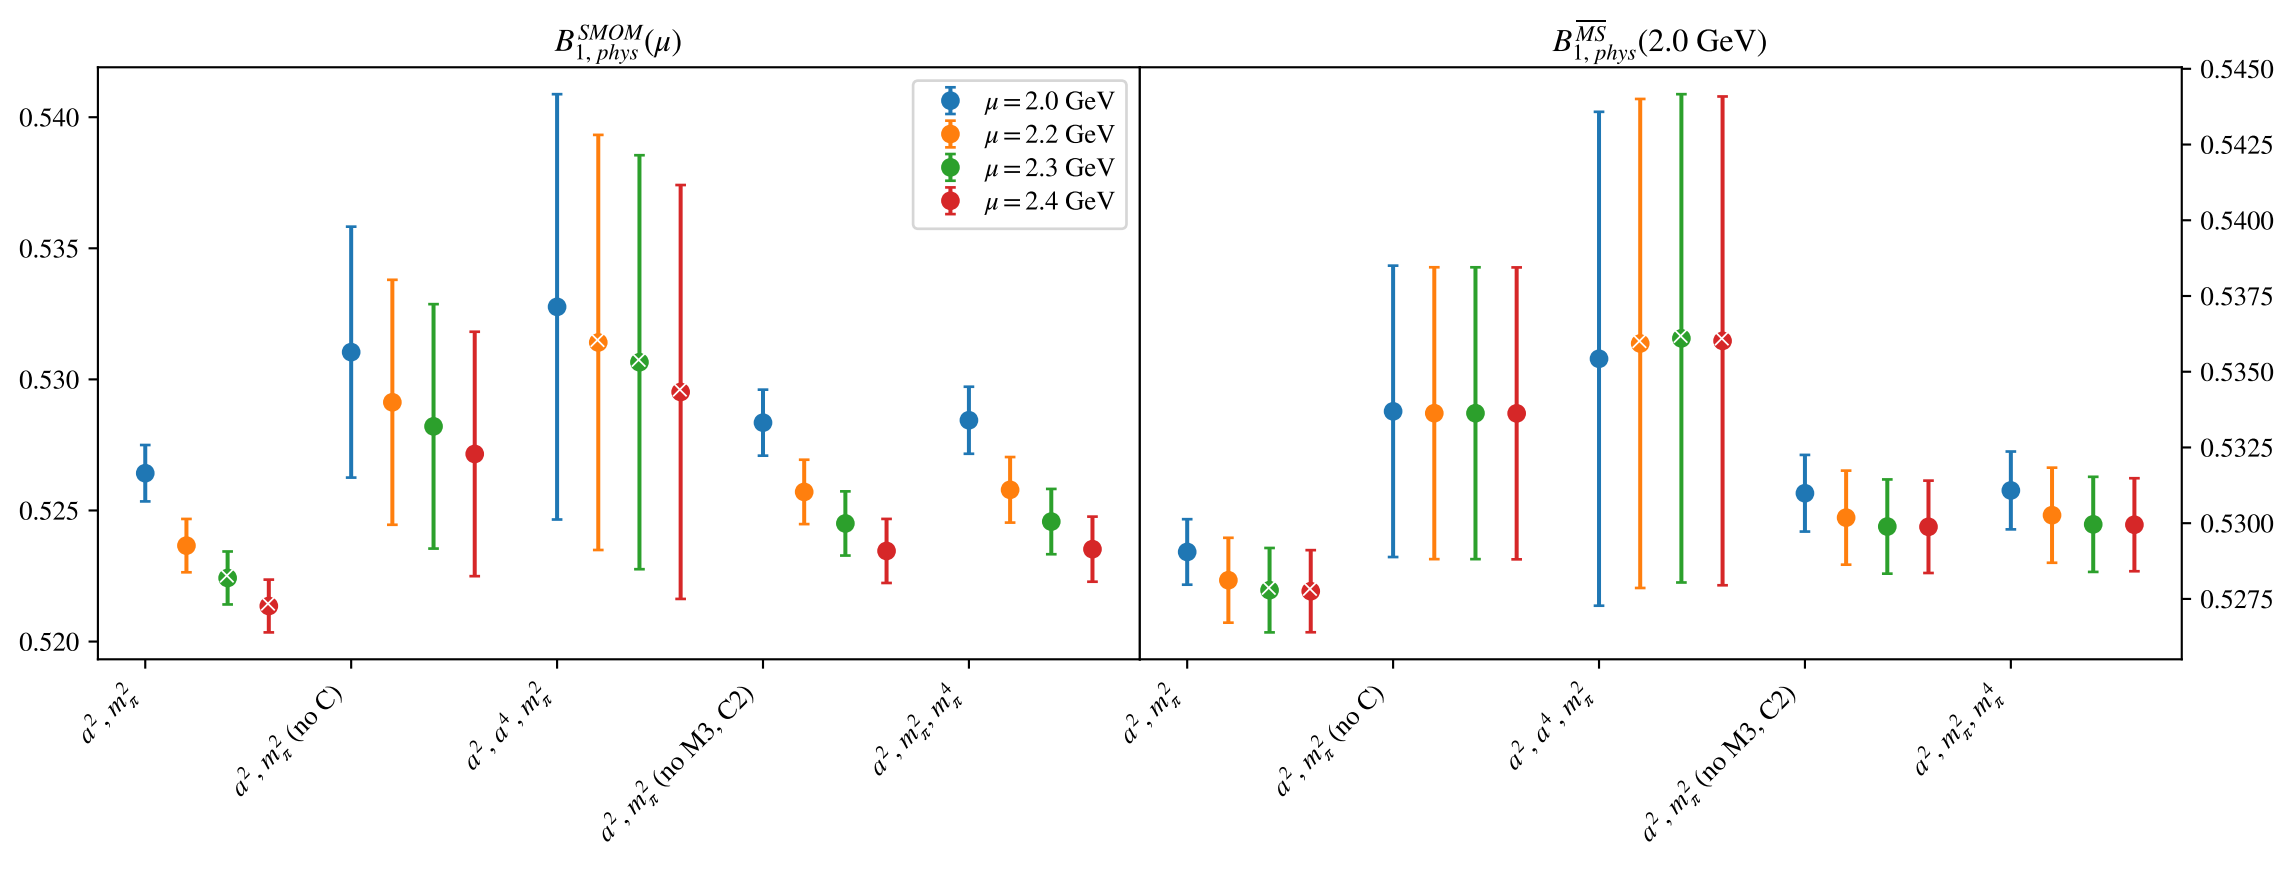 B_{1, phys}^{SMOM}(μ)
B_{1, phys}^{\overline{MS}}(2.0 GeV)
μ = 2.0 GeV
μ = 2.2 GeV
μ = 2.3 GeV
μ = 2.4 GeV
0.540
0.535
0.530
0.525
0.520
0.5450
0.5425
0.5400
0.5375
0.5350
0.5325
0.5300
0.5275
a², m_π²
a², m_π² (no C)
a², a⁴, m_π²
a², m_π² (no M3, C2)
a², m_π², m_π⁴
a², m_π²
a², m_π² (no C)
a², a⁴, m_π²
a², m_π² (no M3, C2)
a², m_π², m_π⁴